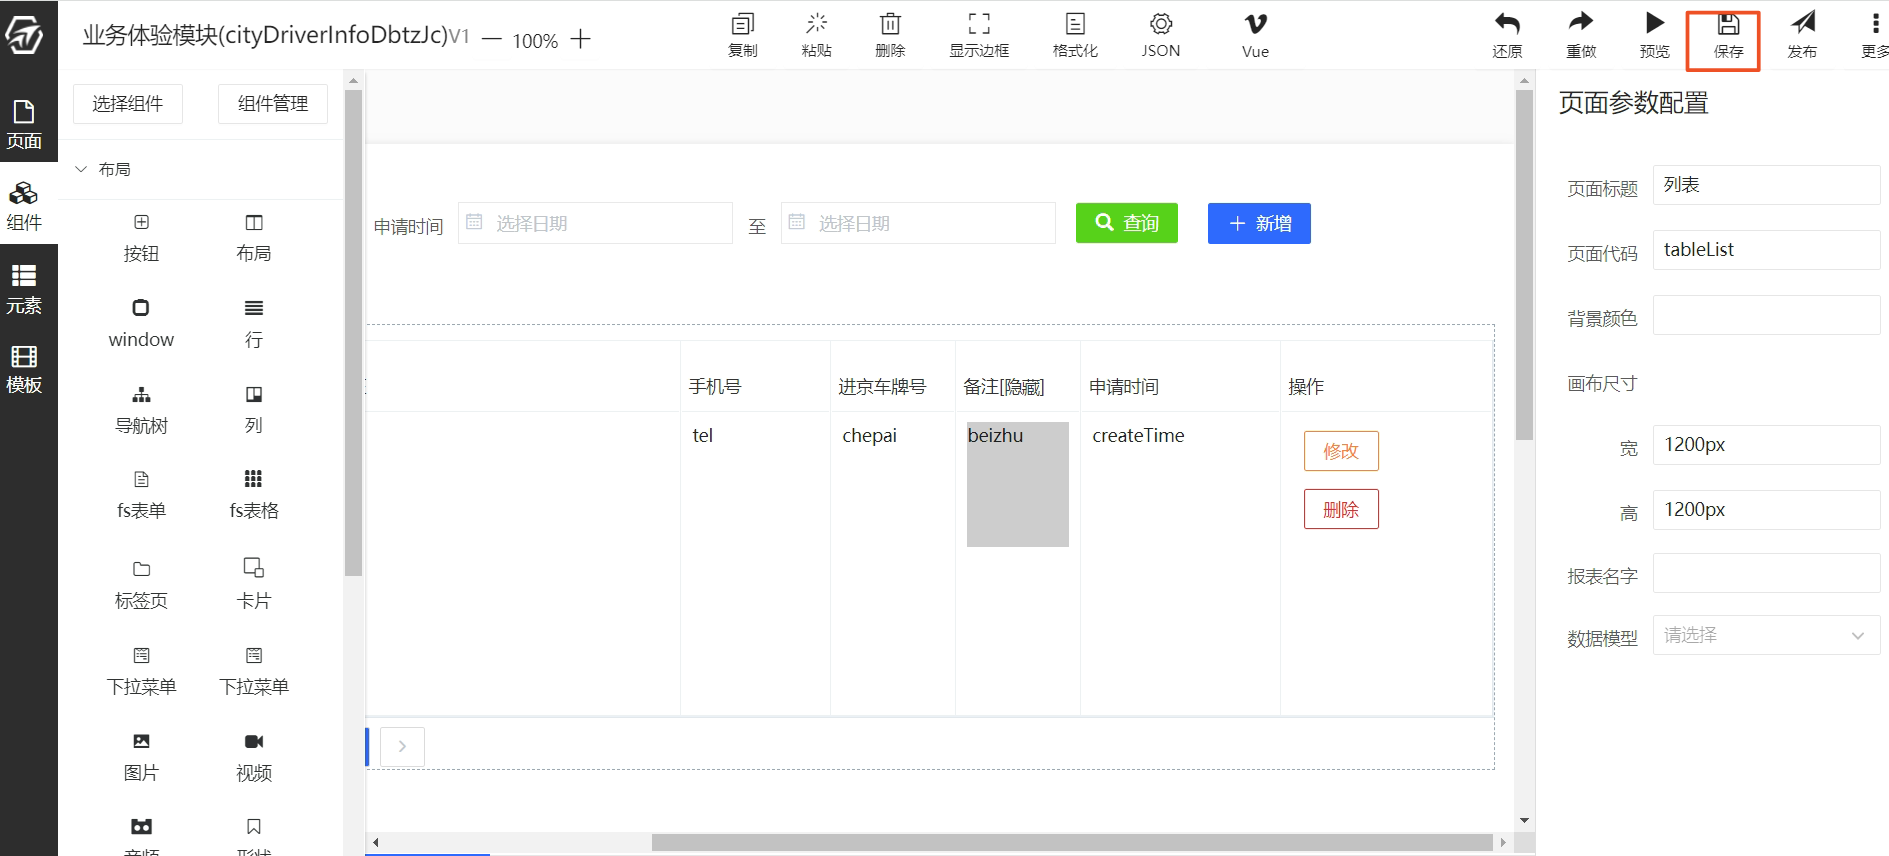 业务体验模块(cityDriverInfoDbtzJc)V1 — 100% +
复制 粘贴 删除 显示边框 格式化 JSON Vue 还原 重做 预览 保存 发布 更多
页面
组件
元素
模板
选择组件 组件管理
布局
按钮 布局
window 行
导航树 列
fs表单 fs表格
标签页 卡片
下拉菜单 下拉菜单
图片 视频
音频 形状
申请时间 选择日期 至 选择日期 查询 + 新增
手机号 进京车牌号 备注[隐藏] 申请时间 操作
tel chepai beizhu createTime 修改
删除
页面参数配置
页面标题 列表
页面代码 tableList
背景颜色
画布尺寸
宽 1200px
高 1200px
报表名字
数据模型 请选择